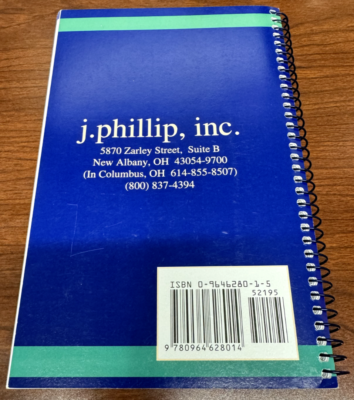 j.phillip, inc.
5870 Zarley Street, Suite B
New Albany, OH 43054-9700
(In Columbus, OH 614-855-8507)
(800) 837-4394
ISBN 0-9646280-1-5
52195
9 780964 628014